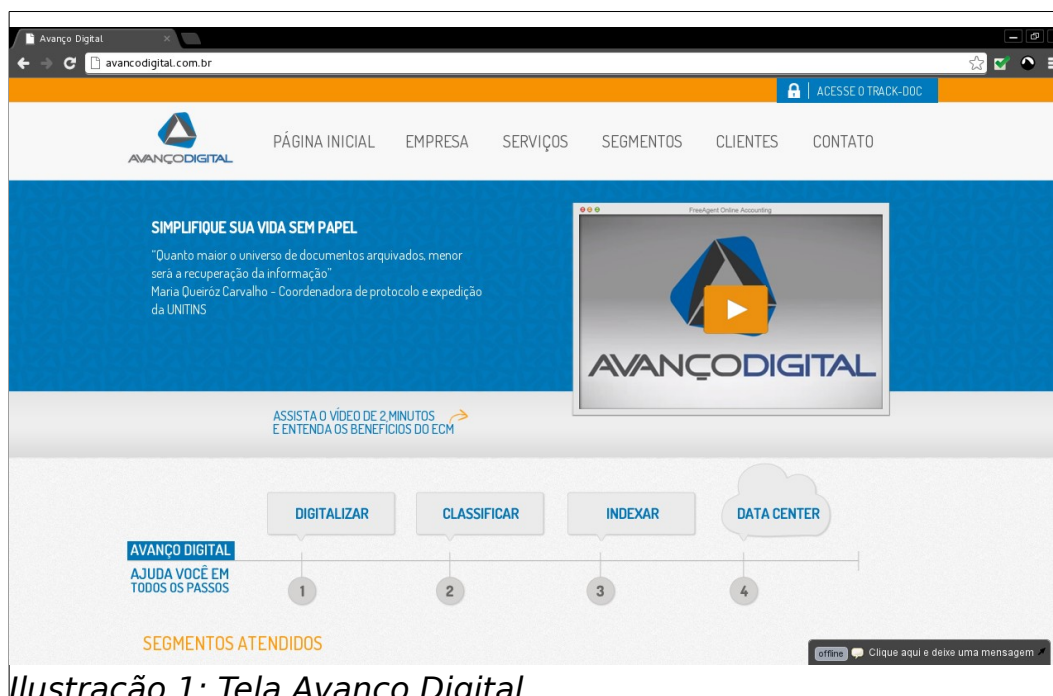 Avanço Digital
avancodigital.com.br
ACESSE O TRACK-DOC
AVANÇODIGITAL
PÁGINA INICIAL EMPRESA SERVIÇOS SEGMENTOS CLIENTES CONTATO
FreeAgent Online Accounting
SIMPLIFIQUE SUA VIDA SEM PAPEL
"Quanto maior o universo de documentos arquivados, menor
será a recuperação da informação"
Maria Queiróz Carvalho - Coordenadora de protocolo e expedição
da UNITINS
AVANÇODIGITAL
ASSISTA O VÍDEO DE 2 MINUTOS
E ENTENDA OS BENEFICIOS DO ECM
DIGITALIZAR CLASSIFICAR INDEXAR DATA CENTER
AVANÇO DIGITAL
AJUDA VOCÊ EM
TODOS OS PASSOS
1 2 3 4
SEGMENTOS ATENDIDOS
offline Clique aqui e deixe uma mensagem
Ilustração 1: Tela Avanço Digital